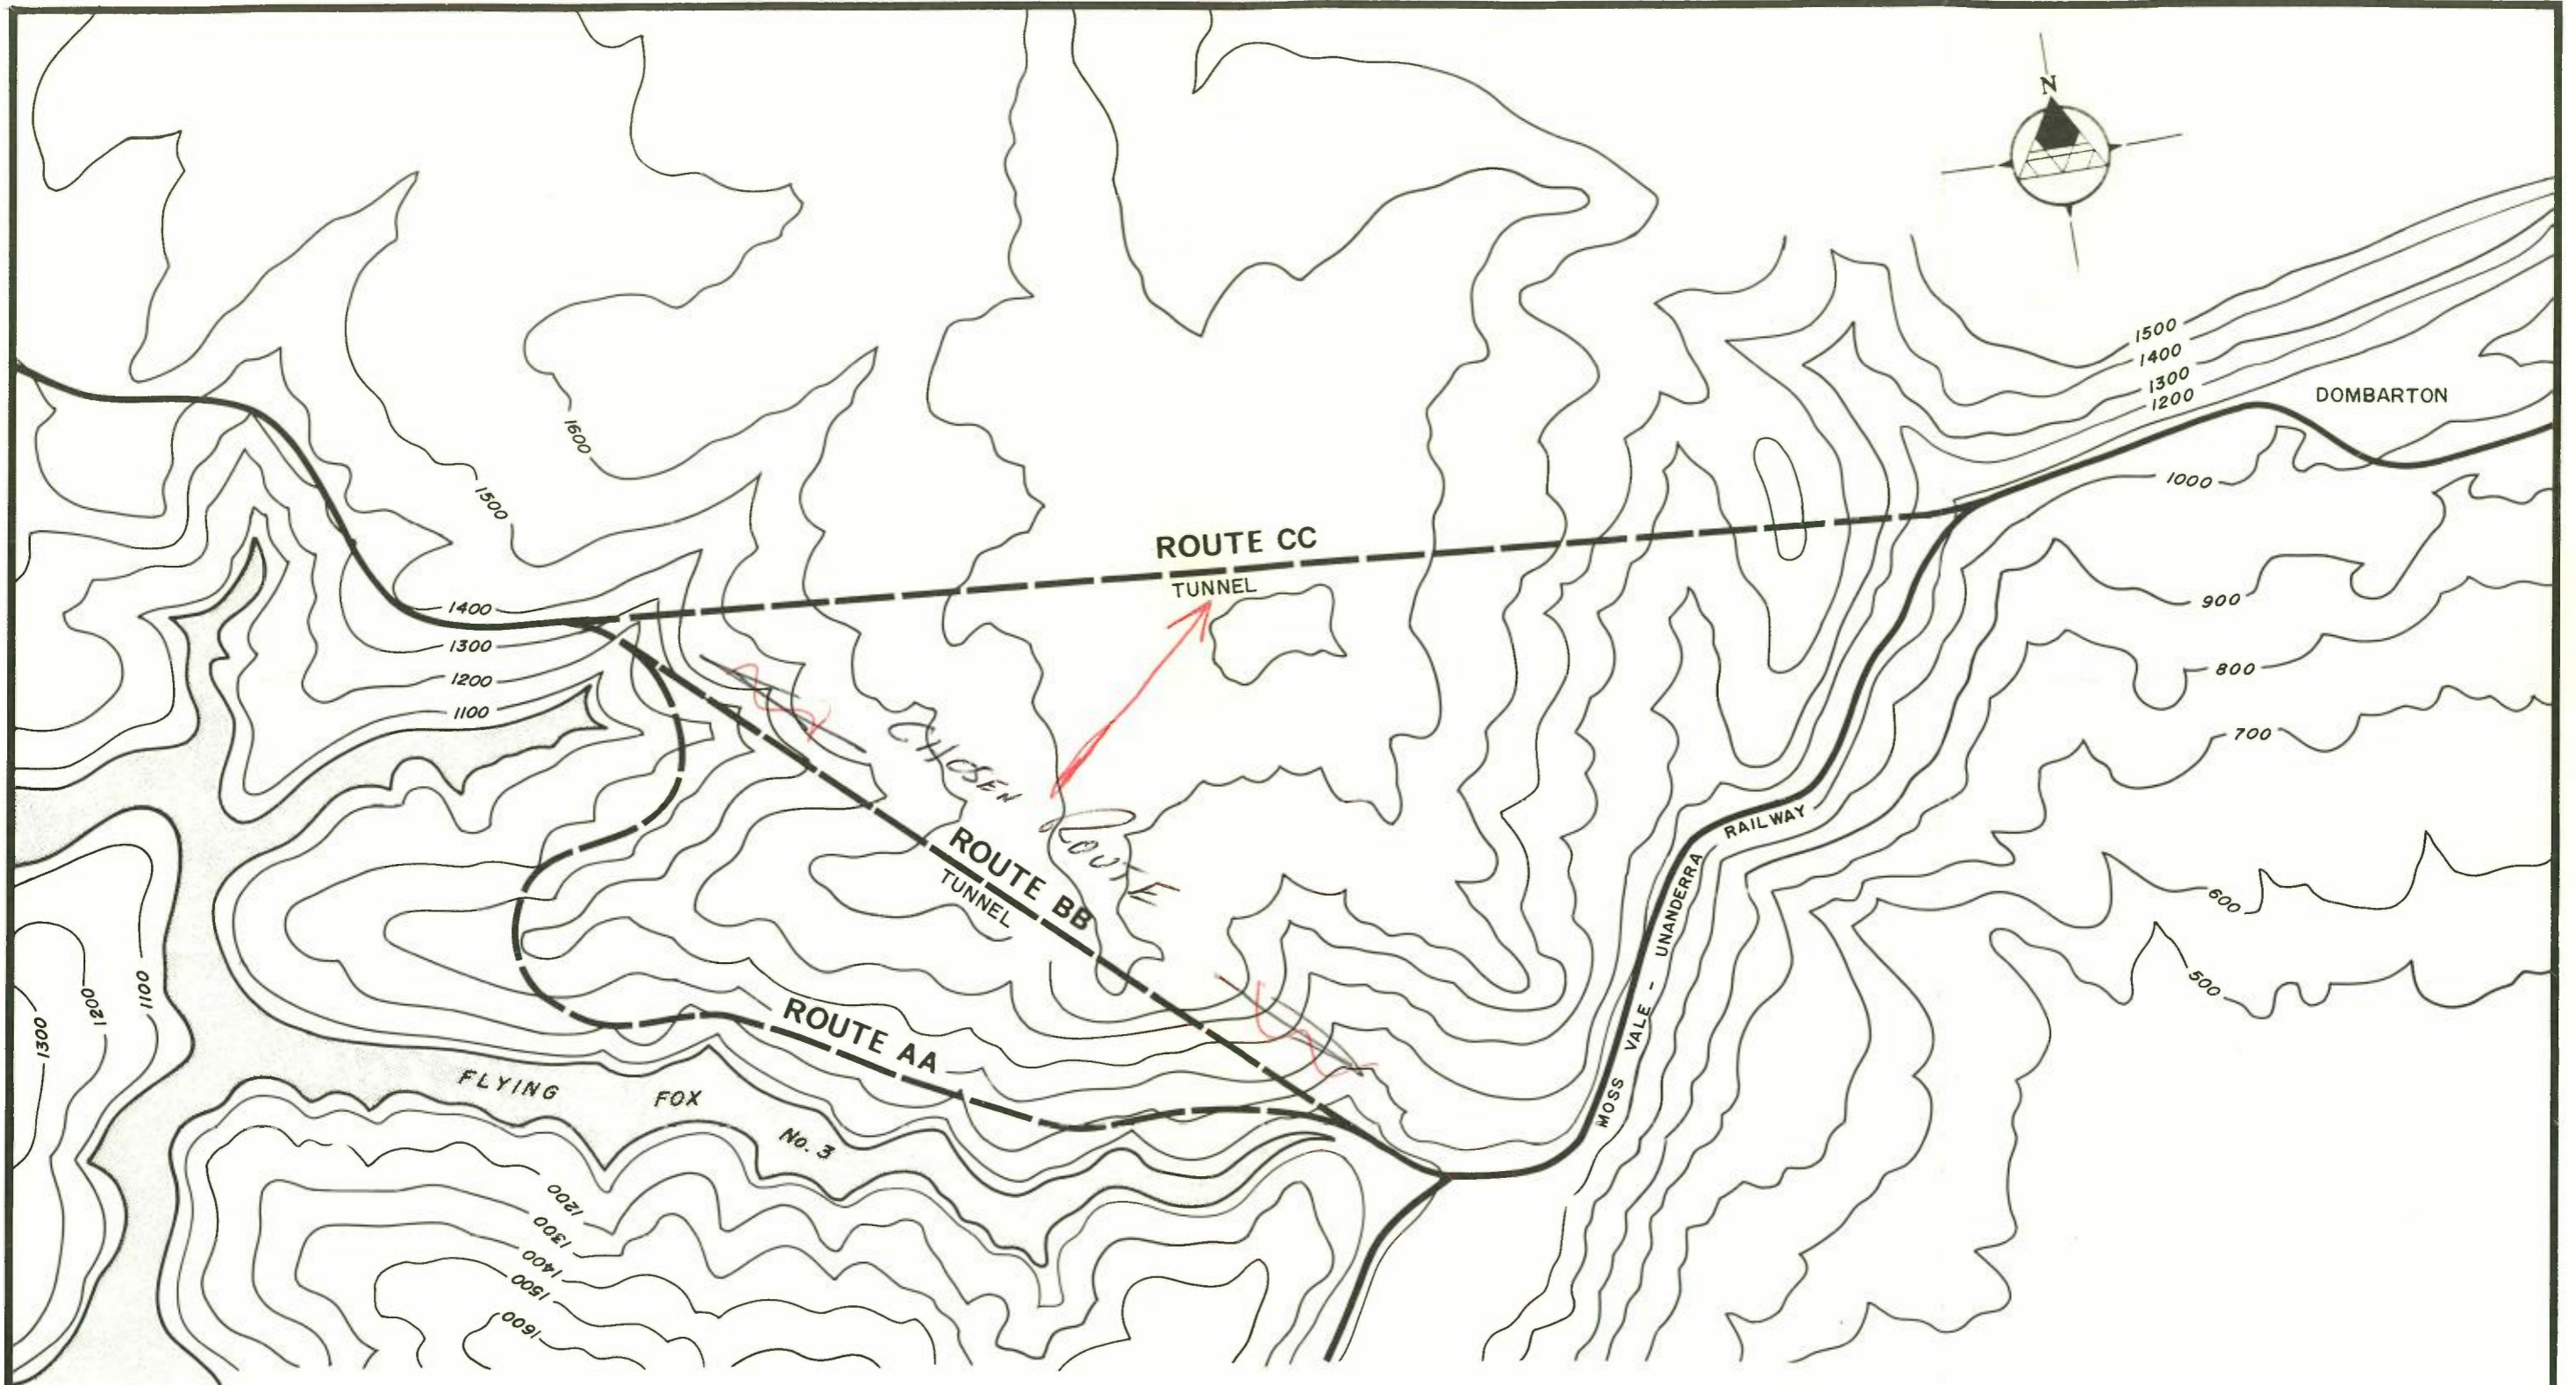 N
1500
1400
1300
1200
DOMBARTON
1600
1500
1000
ROUTE CC
TUNNEL
1400
1300
1200
1100
900
800
700
CHOSEN ROUTE
ROUTE BB
TUNNEL
MOSS VALE - UNANDERRA RAILWAY
600
500
1300
1200
1100
ROUTE AA
FLYING FOX No. 3
1200
1300
1400
1500
1600